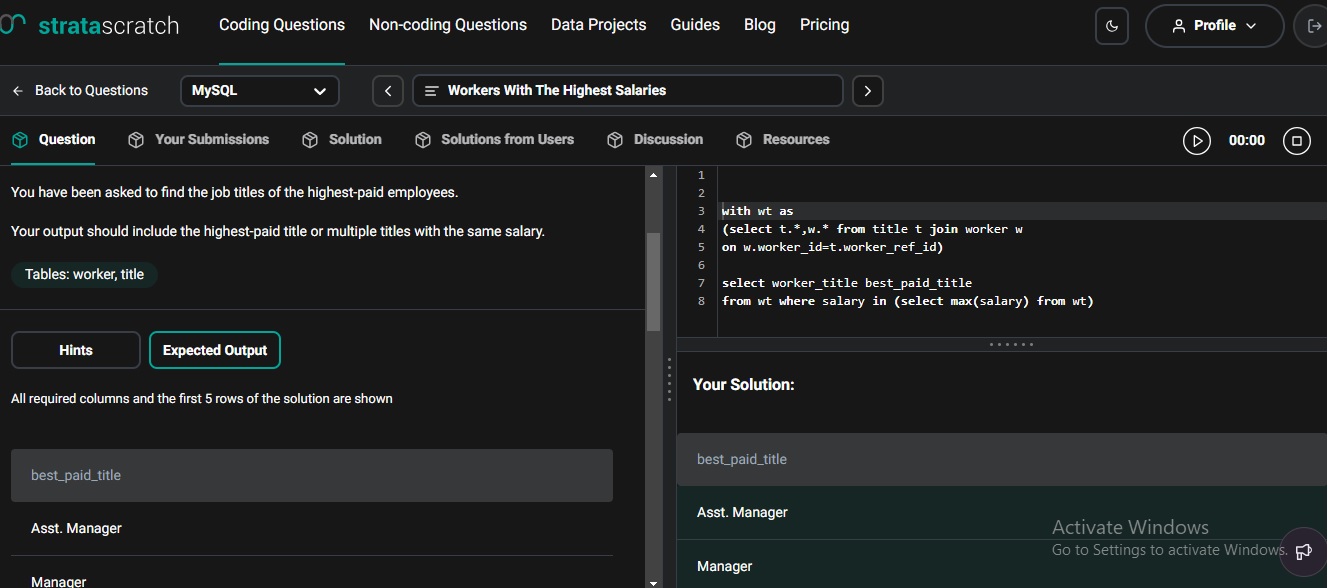 stratascratch
Coding Questions
Non-coding Questions
Data Projects
Guides
Blog
Pricing
Profile
Back to Questions
MySQL
Workers With The Highest Salaries
Question
Your Submissions
Solution
Solutions from Users
Discussion
Resources
00:00
You have been asked to find the job titles of the highest-paid employees.
Your output should include the highest-paid title or multiple titles with the same salary.
Tables: worker, title
Hints
Expected Output
All required columns and the first 5 rows of the solution are shown
best_paid_title
Asst. Manager
Manager
1
2
3 with wt as
4 (select t.*,w.* from title t join worker w
5 on w.worker_id=t.worker_ref_id)
6
7 select worker_title best_paid_title
8 from wt where salary in (select max(salary) from wt)
Your Solution:
best_paid_title
Asst. Manager
Manager
Activate Windows
Go to Settings to activate Windows.